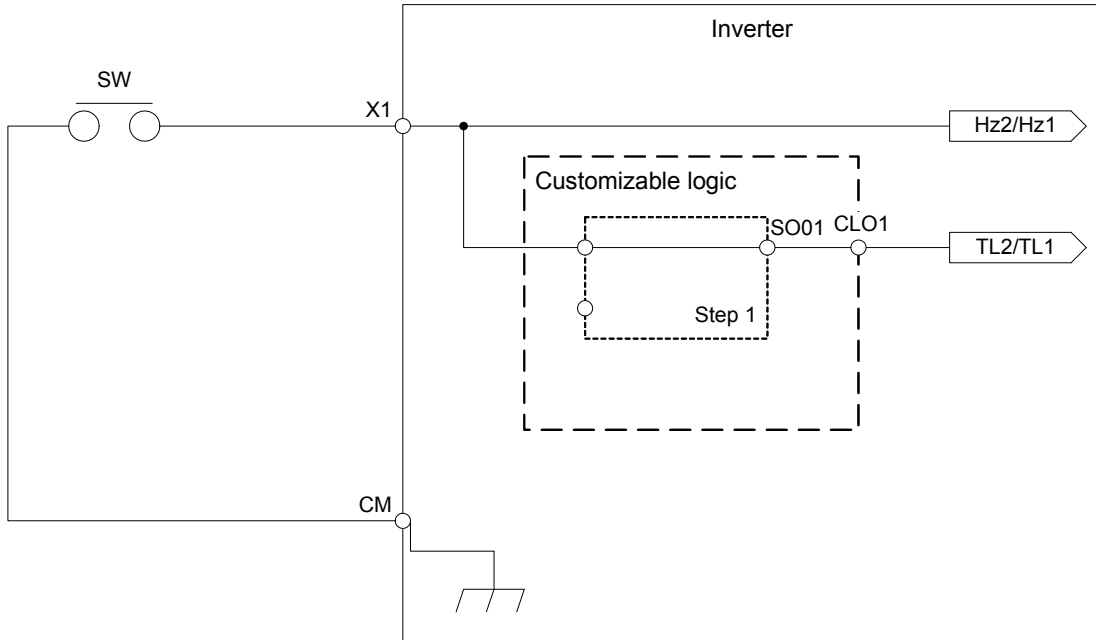 Inverter
SW
X1
Hz2/Hz1
Customizable logic
SO01 CLO1
TL2/TL1
Step 1
CM